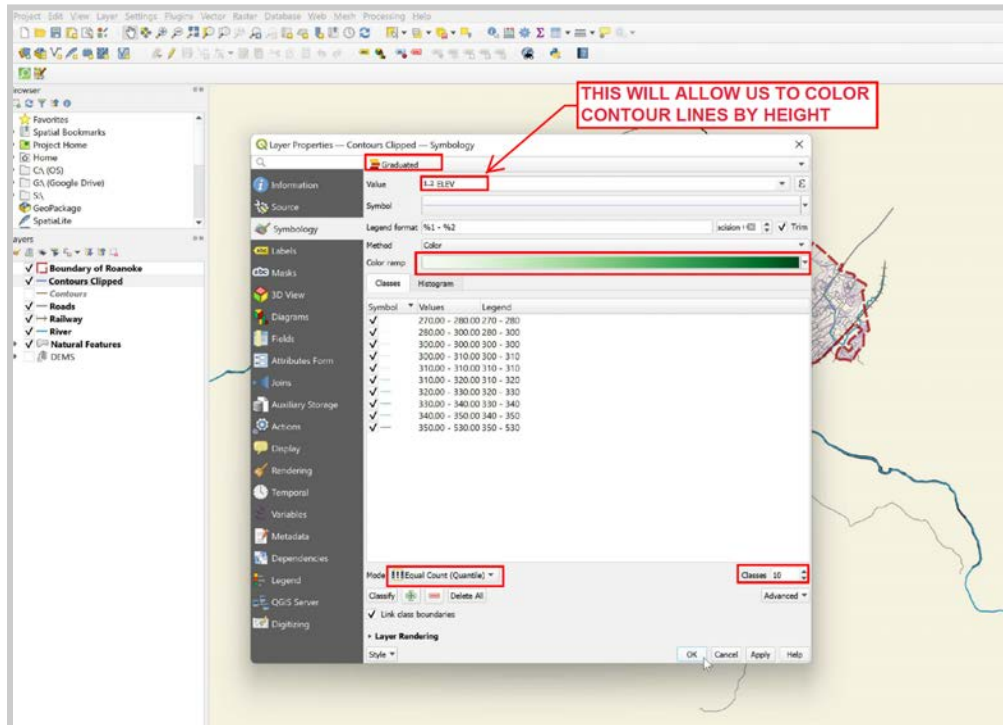 Project Edit View Layer Settings Plugins Vector Raster Database Web Mesh Processing Help
THIS WILL ALLOW US TO COLOR
CONTOUR LINES BY HEIGHT
rowser
Favorites
Spatial Bookmarks
Project Home
Home
C:\ (OS)
G:\ (Google Drive)
S:\
GeoPackage
SpatiaLite
ayers
Boundary of Roanoke
Contours Clipped
Contours
Roads
Railway
River
Natural Features
DEMS
Layer Properties — Contours Clipped — Symbology
Information
Source
Symbology
Labels
Masks
3D View
Diagrams
Fields
Attributes Form
Joins
Auxiliary Storage
Actions
Display
Rendering
Temporal
Variables
Metadata
Dependencies
Legend
QGIS Server
Digitizing
Graduated
Value 1.2 ELEV
Symbol
Legend format %1 - %2 Trim
Method Color
Color ramp
Classes Histogram
Symbol Values Legend
270.00 - 280.00 270 - 280
280.00 - 300.00 280 - 300
300.00 - 300.00 300 - 300
300.00 - 310.00 300 - 310
310.00 - 310.00 310 - 310
310.00 - 320.00 310 - 320
320.00 - 330.00 320 - 330
330.00 - 340.00 330 - 340
340.00 - 350.00 340 - 350
350.00 - 530.00 350 - 530
Mode Equal Count (Quantile) Classes 10
Classify Delete All Advanced
Link class boundaries
Layer Rendering
Style OK Cancel Apply Help